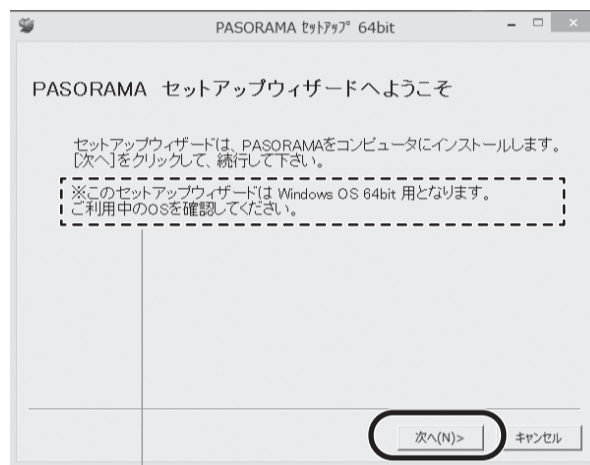 PASORAMA ｾｯﾄｱｯﾌﾟ 64bit
PASORAMA セットアップウィザードへようこそ
セットアップウィザードは、PASORAMAをコンピュータにインストールします。
[次へ]をクリックして、続行して下さい。
※このセットアップウィザードは Windows OS 64bit 用となります。
ご利用中のOSを確認してください。
次へ(N)>
キャンセル